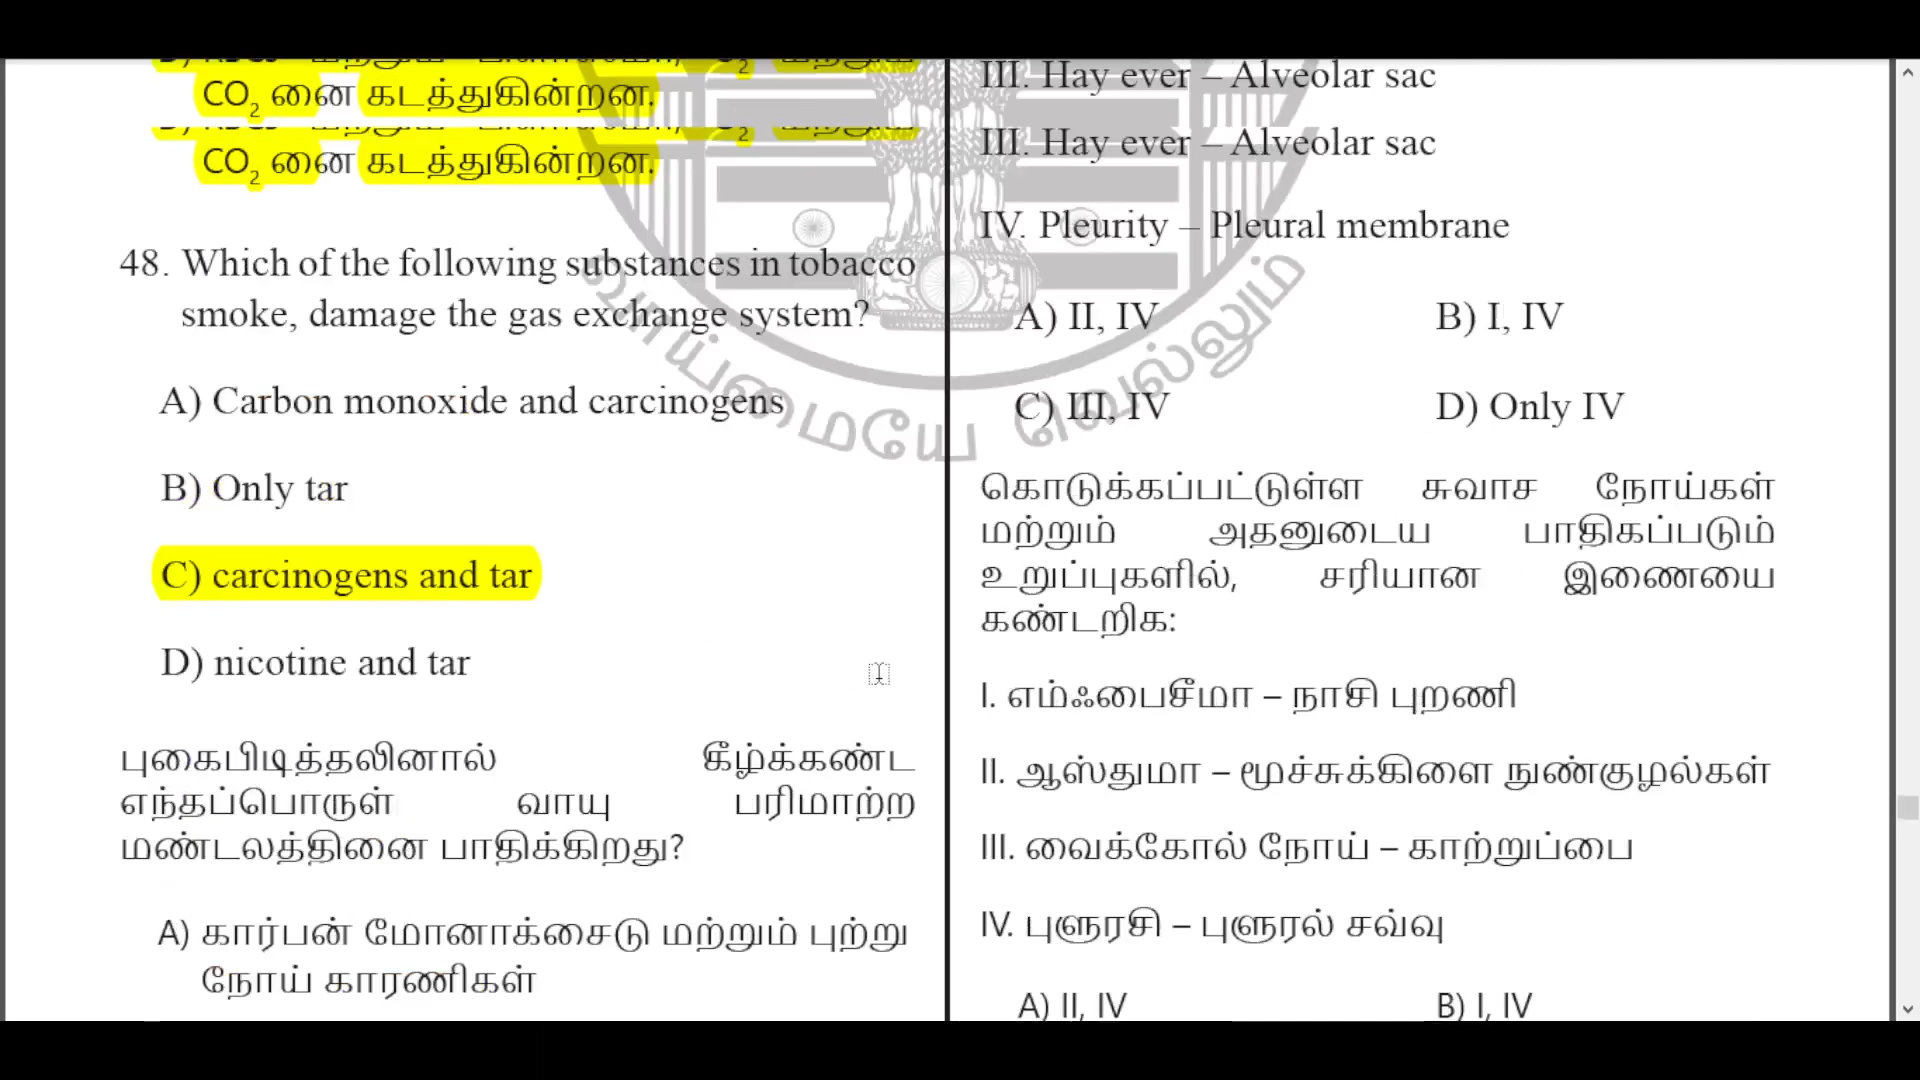 CO2 னை கடத்துகின்றன.
CO2 னை கடத்துகின்றன.
48. Which of the following substances in tobacco
smoke, damage the gas exchange system?
A) Carbon monoxide and carcinogens
B) Only tar
C) carcinogens and tar
D) nicotine and tar
புகைபிடித்தலினால் கீழ்க்கண்ட
எந்தப்பொருள் வாயு பரிமாற்ற
மண்டலத்தினை பாதிக்கிறது?
A) கார்பன் மோனாக்சைடு மற்றும் புற்று
நோய் காரணிகள்
III. Hay ever – Alveolar sac
III. Hay ever – Alveolar sac
IV. Pleurity – Pleural membrane
A) II, IV B) I, IV
C) III, IV D) Only IV
கொடுக்கப்பட்டுள்ள சுவாச நோய்கள்
மற்றும் அதனுடைய பாதிகப்படும்
உறுப்புகளில், சரியான இணையை
கண்டறிக:
I. எம்ஃபைசீமா – நாசி புறணி
II. ஆஸ்துமா – மூச்சுக்கிளை நுண்குழல்கள்
III. வைக்கோல் நோய் – காற்றுப்பை
IV. புளுரசி – புளுரல் சவ்வு
A) II, IV B) I, IV
வாய்மையே வெல்லும்